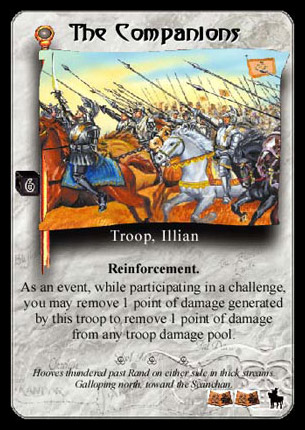 The Companions
6
Troop, Illian
Reinforcement.
As an event, while participating in a challenge,
you may remove 1 point of damage generated
by this troop to remove 1 point of damage
from any troop damage pool.
Hooves thundered past Rand on either side in thick streams.
Galloping north, toward the Seanchan.